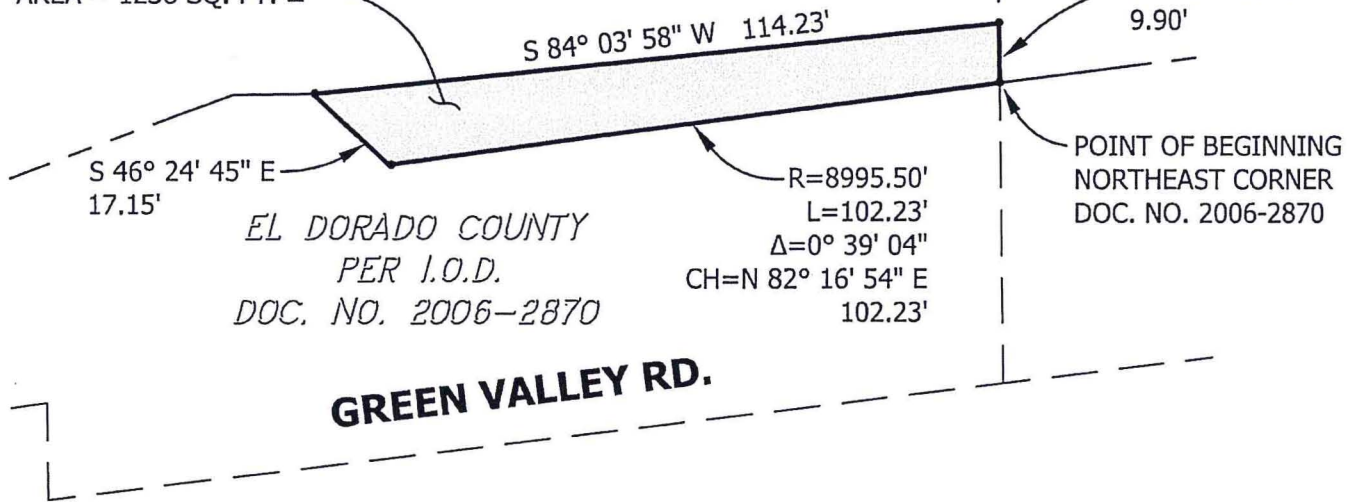 S 84° 03' 58" W 114.23'
9.90'
S 46° 24' 45" E
17.15'
R=8995.50'
L=102.23'
Δ=0° 39' 04"
CH=N 82° 16' 54" E
102.23'
POINT OF BEGINNING
NORTHEAST CORNER
DOC. NO. 2006-2870
EL DORADO COUNTY
PER I.O.D.
DOC. NO. 2006-2870
GREEN VALLEY RD.